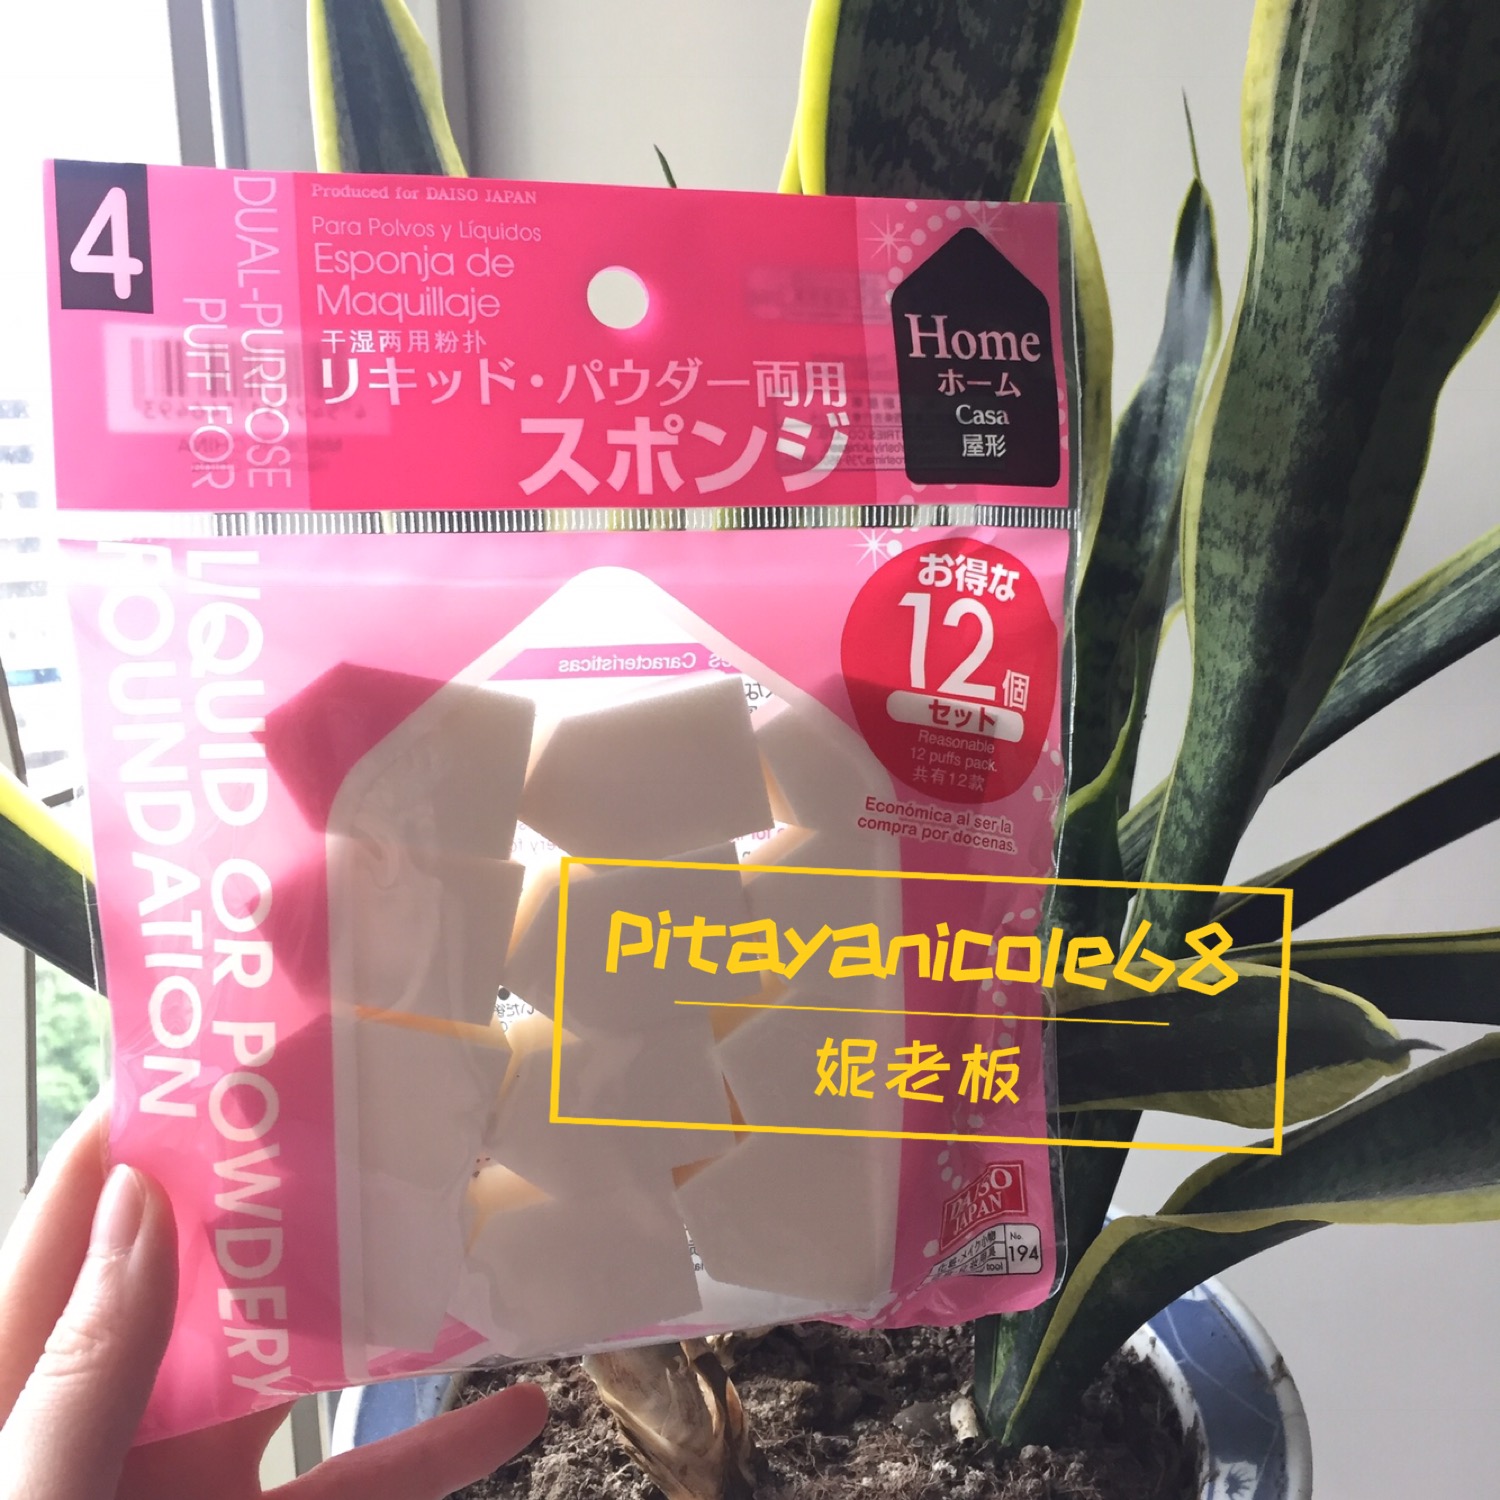 4
DUAL-PURPOSE
PUFF FOR
Produced for DAISO JAPAN
Para Polvos y Líquidos
Esponja de
Maquillaje
干湿两用粉扑
リキッド・パウダー両用
スポンジ
Home
ホーム
Casa
屋形
LIQUID OR POWDERY
FOUNDATION
お得な
12個
セット
Reasonable
12 puffs pack.
共有12款
Económica al ser la
compra por docenas.
Características
pitayanicole68
妮老板
DAISO
JAPAN
No.
194
tool